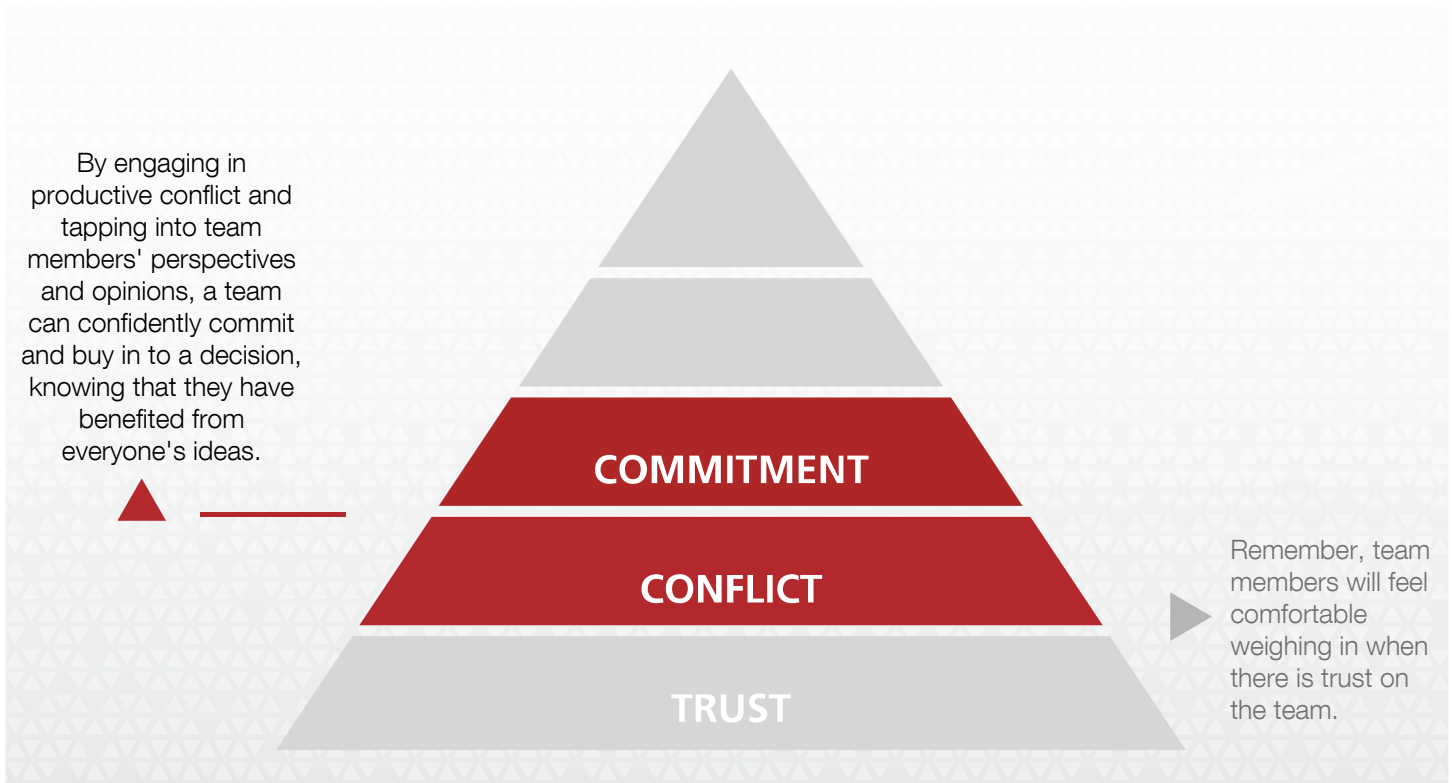 By engaging in
productive conflict and
tapping into team
members' perspectives
and opinions, a team
can confidently commit
and buy in to a decision,
knowing that they have
benefited from
everyone's ideas.
COMMITMENT
CONFLICT
TRUST
Remember, team
members will feel
comfortable
weighing in when
there is trust on
the team.